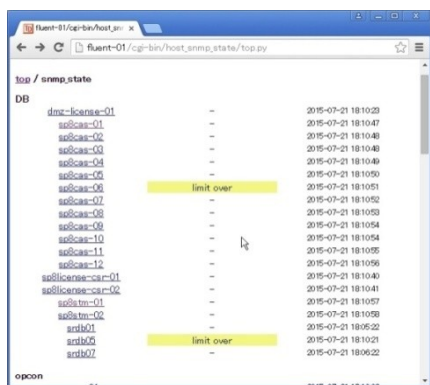 fluent-01/cgi-bin/host_snm
fluent-01/cgi-bin/host_snmp_state/top.py
top / snmp_state
DB
dmz-license-01 - 2015-07-21 18:10:23
sp8cas-01 - 2015-07-21 18:10:47
sp8cas-02 - 2015-07-21 18:10:48
sp8cas-03 - 2015-07-21 18:10:48
sp8cas-04 - 2015-07-21 18:10:49
sp8cas-05 - 2015-07-21 18:10:50
sp8cas-06 limit over 2015-07-21 18:10:51
sp8cas-07 - 2015-07-21 18:10:52
sp8cas-08 - 2015-07-21 18:10:53
sp8cas-09 - 2015-07-21 18:10:54
sp8cas-10 - 2015-07-21 18:10:54
sp8cas-11 - 2015-07-21 18:10:55
sp8cas-12 - 2015-07-21 18:10:56
sp8license-csr-01 - 2015-07-21 18:10:40
sp8license-csr-02 - 2015-07-21 18:10:41
sp8stm-01 - 2015-07-21 18:10:57
sp8stm-02 - 2015-07-21 18:10:58
srdb01 - 2015-07-21 18:05:22
srdb05 limit over 2015-07-21 18:10:21
srdb07 - 2015-07-21 18:06:22
opcon